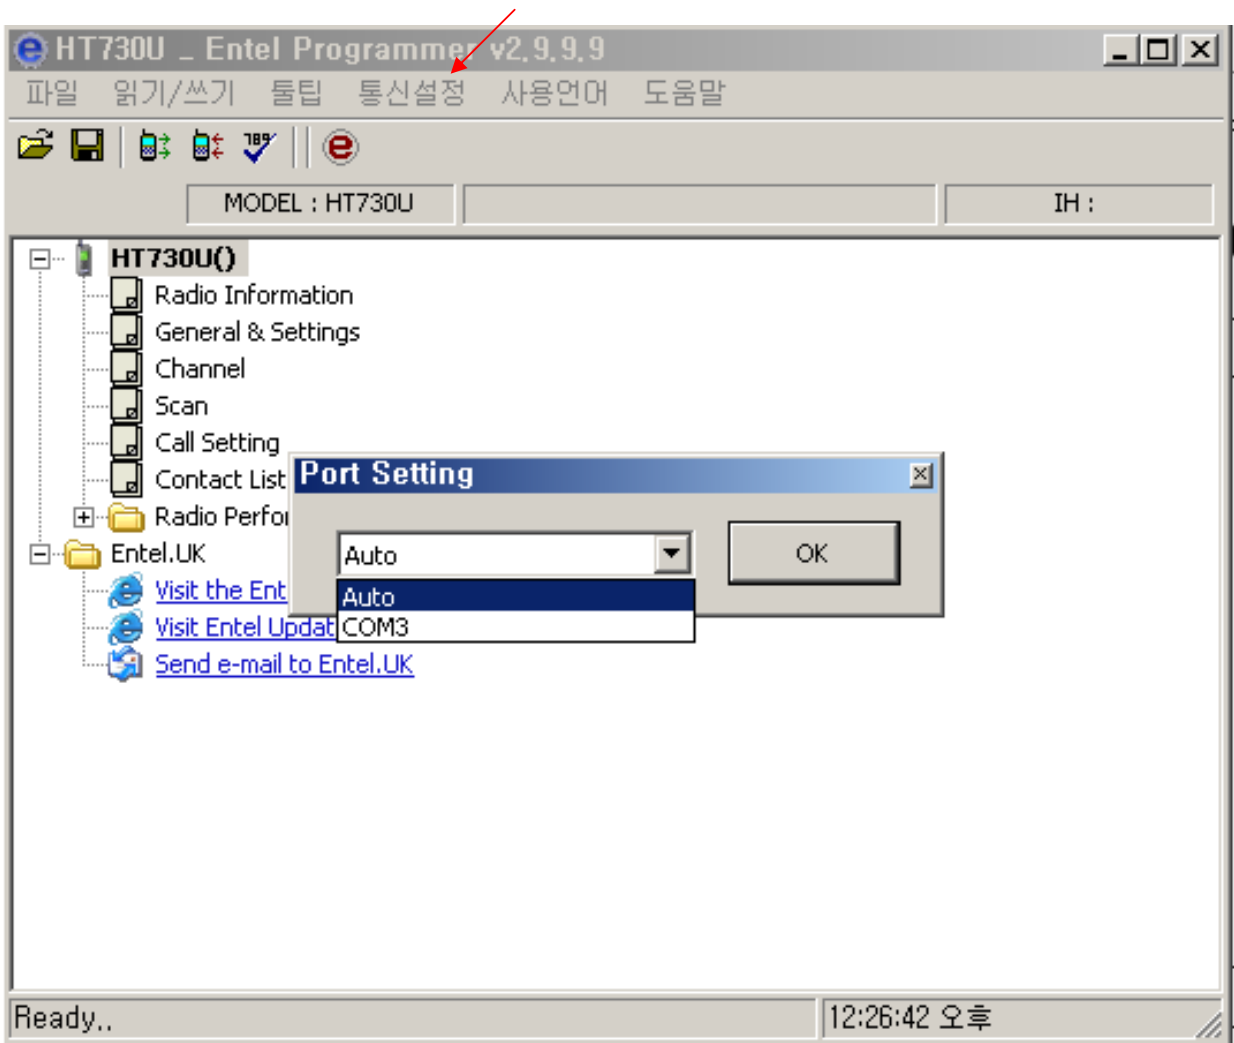 HT730U _ Entel Programmer v2,9,9,9
파일 읽기/쓰기 툴팁 통신설정 사용언어 도움말
789
e
MODEL : HT730U IH :
HT730U()
Radio Information
General & Settings
Channel
Scan
Call Setting
Contact List
Port Setting
Radio Perfor
Entel.UK
Auto OK
Visit the Ent
Auto
Visit Entel Updat
COM3
Send e-mail to Entel.UK
Ready,, 12:26:42 오후